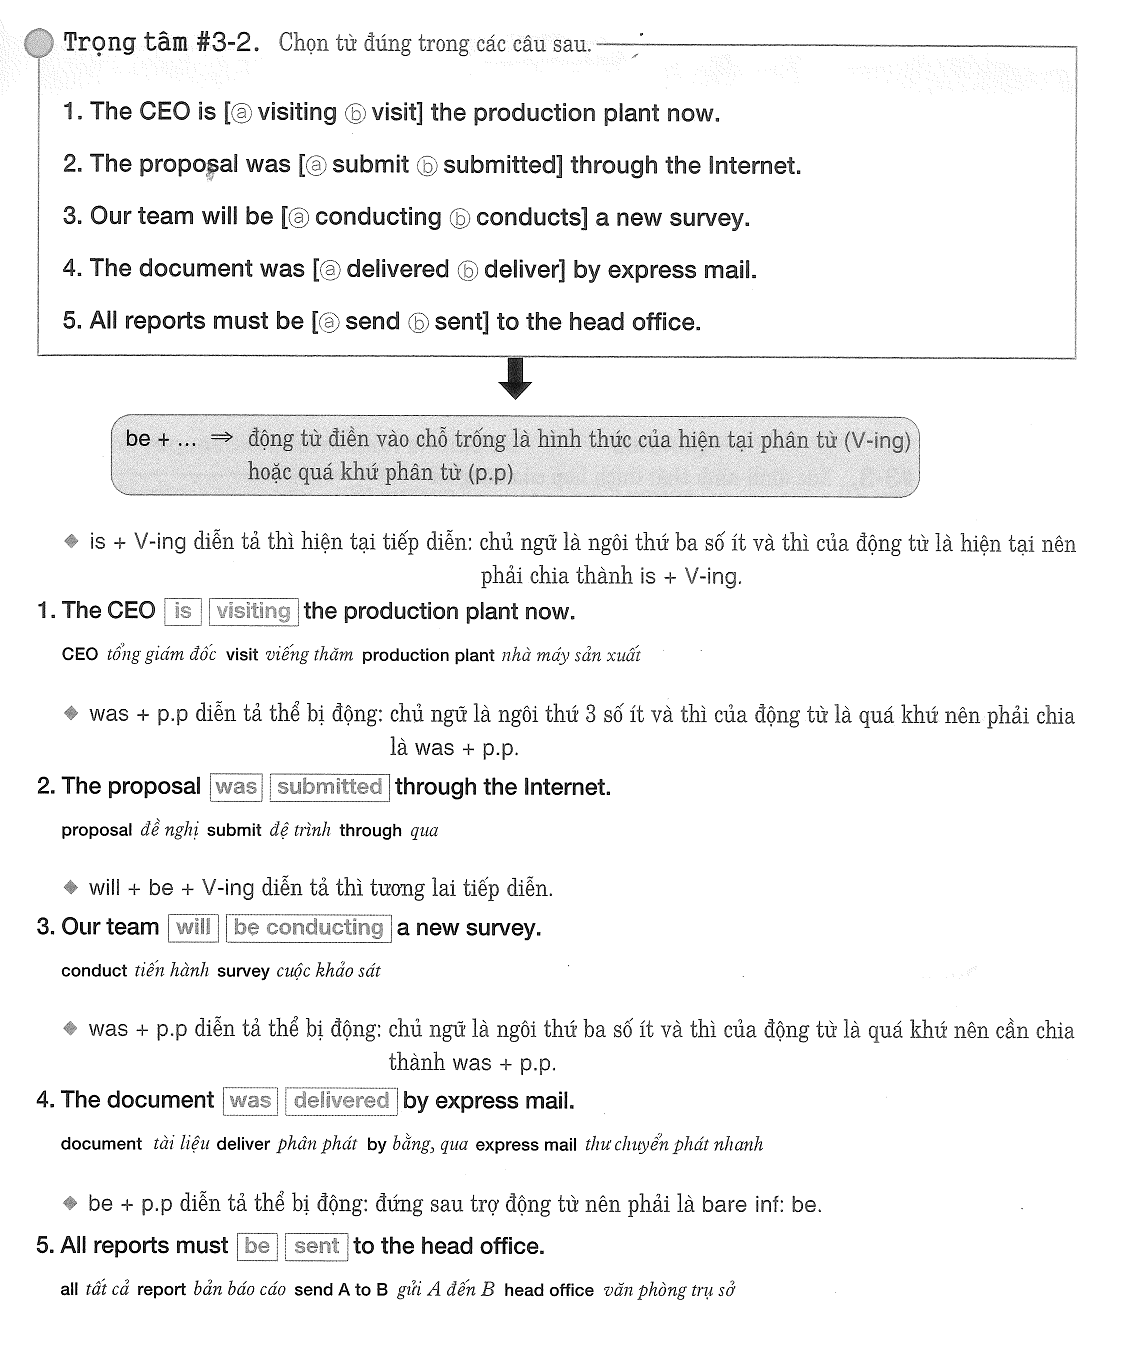 Trọng tâm #3-2. Chọn từ đúng trong các câu sau.
1. The CEO is [ⓐ visiting ⓑ visit] the production plant now.
2. The proposal was [ⓐ submit ⓑ submitted] through the Internet.
3. Our team will be [ⓐ conducting ⓑ conducts] a new survey.
4. The document was [ⓐ delivered ⓑ deliver] by express mail.
5. All reports must be [ⓐ send ⓑ sent] to the head office.
be + ... ⇒ động từ điền vào chỗ trống là hình thức của hiện tại phân từ (V-ing)
hoặc quá khứ phân từ (p.p)
◆ is + V-ing diễn tả thì hiện tại tiếp diễn: chủ ngữ là ngôi thứ ba số ít và thì của động từ là hiện tại nên
phải chia thành is + V-ing.
1. The CEO is visiting the production plant now.
CEO tổng giám đốc visit viếng thăm production plant nhà máy sản xuất
◆ was + p.p diễn tả thể bị động: chủ ngữ là ngôi thứ 3 số ít và thì của động từ là quá khứ nên phải chia
là was + p.p.
2. The proposal was submitted through the Internet.
proposal đề nghị submit đệ trình through qua
◆ will + be + V-ing diễn tả thì tương lai tiếp diễn.
3. Our team will be conducting a new survey.
conduct tiến hành survey cuộc khảo sát
◆ was + p.p diễn tả thể bị động: chủ ngữ là ngôi thứ ba số ít và thì của động từ là quá khứ nên cần chia
thành was + p.p.
4. The document was delivered by express mail.
document tài liệu deliver phân phát by bằng, qua express mail thư chuyển phát nhanh
◆ be + p.p diễn tả thể bị động: đứng sau trợ động từ nên phải là bare inf: be.
5. All reports must be sent to the head office.
all tất cả report bản báo cáo send A to B gửi A đến B head office văn phòng trụ sở